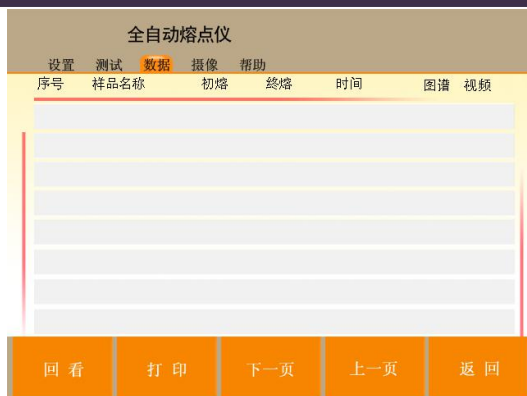 全自动熔点仪
设置 测试 数据 摄像 帮助
序号 祥品名称 初熔 终熔 时间 图谱 视频
回看 打印 下一页 上一页 返回